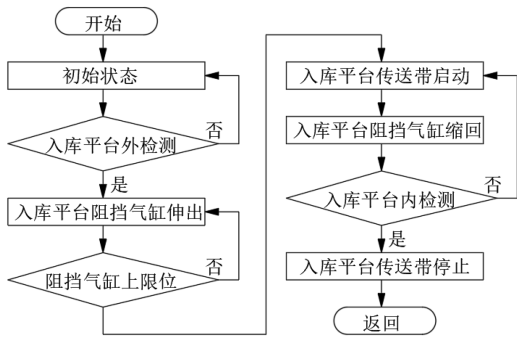 开始
初始状态
否
入库平台外检测
是
入库平台阻挡气缸伸出
否
阻挡气缸上限位
入库平台传送带启动
入库平台阻挡气缸缩回
否
入库平台内检测
是
入库平台传送带停止
返回